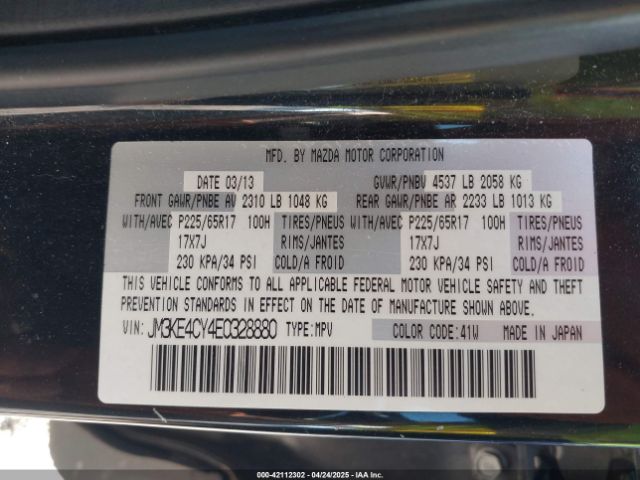 MFD. BY MAZDA MOTOR CORPORATION
DATE 03/13 GVWR/PNBV 4537 LB 2058 KG
FRONT GAWR/PNBE AV 2310 LB 1048 KG REAR GAWR/PNBE AR 2233 LB 1013 KG
WITH/AVEC P225/65R17 100H TIRES/PNEUS WITH/AVEC P225/65R17 100H TIRES/PNEUS
17X7J RIMS/JANTES 17X7J RIMS/JANTES
230 KPA/34 PSI COLD/A FROID 230 KPA/34 PSI COLD/A FROID
THIS VEHICLE CONFORMS TO ALL APPLICABLE FEDERAL MOTOR VEHICLE SAFETY AND THEFT
PREVENTION STANDARDS IN EFFECT ON THE DATE OF MANUFACTURE SHOWN ABOVE.
VIN: JM3KE4CY4E0328880 TYPE: MPV COLOR CODE: 41W MADE IN JAPAN
000-42112302 - 04/24/2025 - IAA Inc.